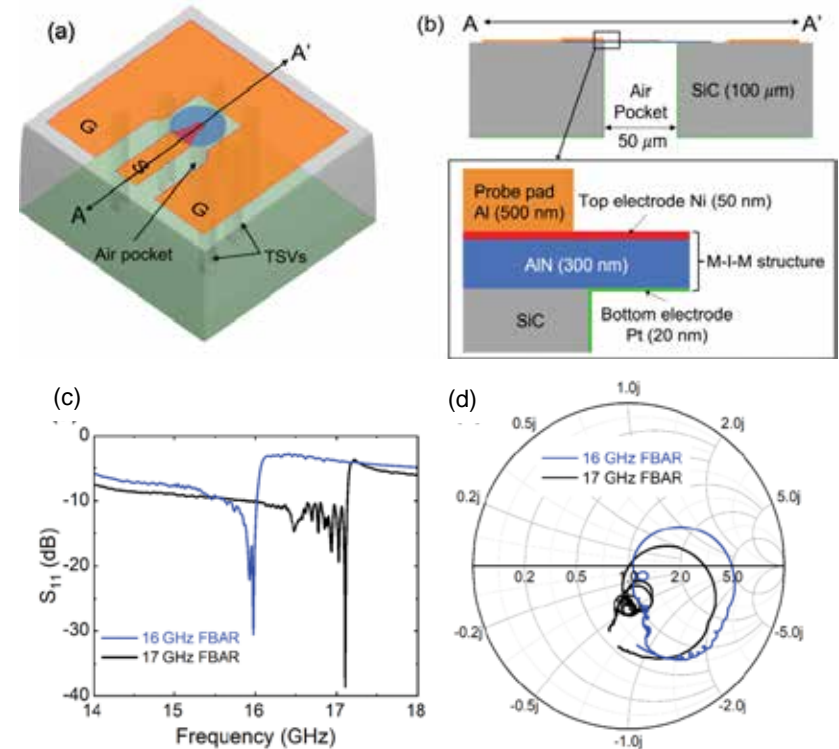 (a)
A'
G
S
A
G
Air pocket
TSVs
(b)
A
A'
SiC (100 μm)
Air
Pocket
50 μm
Probe pad
Al (500 nm)
Top electrode Ni (50 nm)
AlN (300 nm)
M-I-M structure
SiC
Bottom electrode
Pt (20 nm)
(c)
0
-10
-20
-30
-40
S11 (dB)
16 GHz FBAR
17 GHz FBAR
14 15 16 17 18
Frequency (GHz)
(d)
1.0j
0.5j
2.0j
16 GHz FBAR
17 GHz FBAR
0.2
5.0j
0.2 0.5 1.0 2.0 5.0
-0.2j
-5.0j
-0.5j
-2.0j
-1.0j